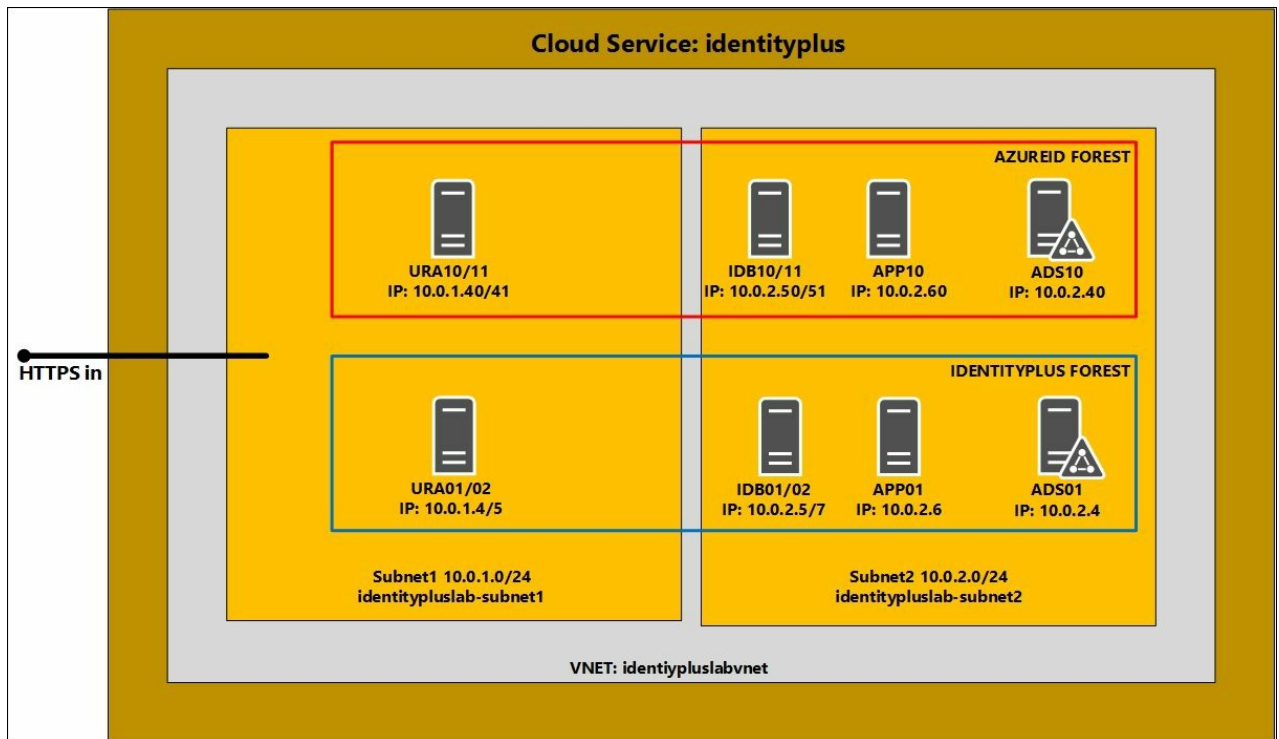 Cloud Service: identityplus
AZUREID FOREST
URA10/11
IP: 10.0.1.40/41
IDB10/11
IP: 10.0.2.50/51
APP10
IP: 10.0.2.60
ADS10
IP: 10.0.2.40
HTTPS in
IDENTITYPLUS FOREST
URA01/02
IP: 10.0.1.4/5
IDB01/02
IP: 10.0.2.5/7
APP01
IP: 10.0.2.6
ADS01
IP: 10.0.2.4
Subnet1 10.0.1.0/24
identitypluslab-subnet1
Subnet2 10.0.2.0/24
identitypluslab-subnet2
VNET: identiypluslabvnet